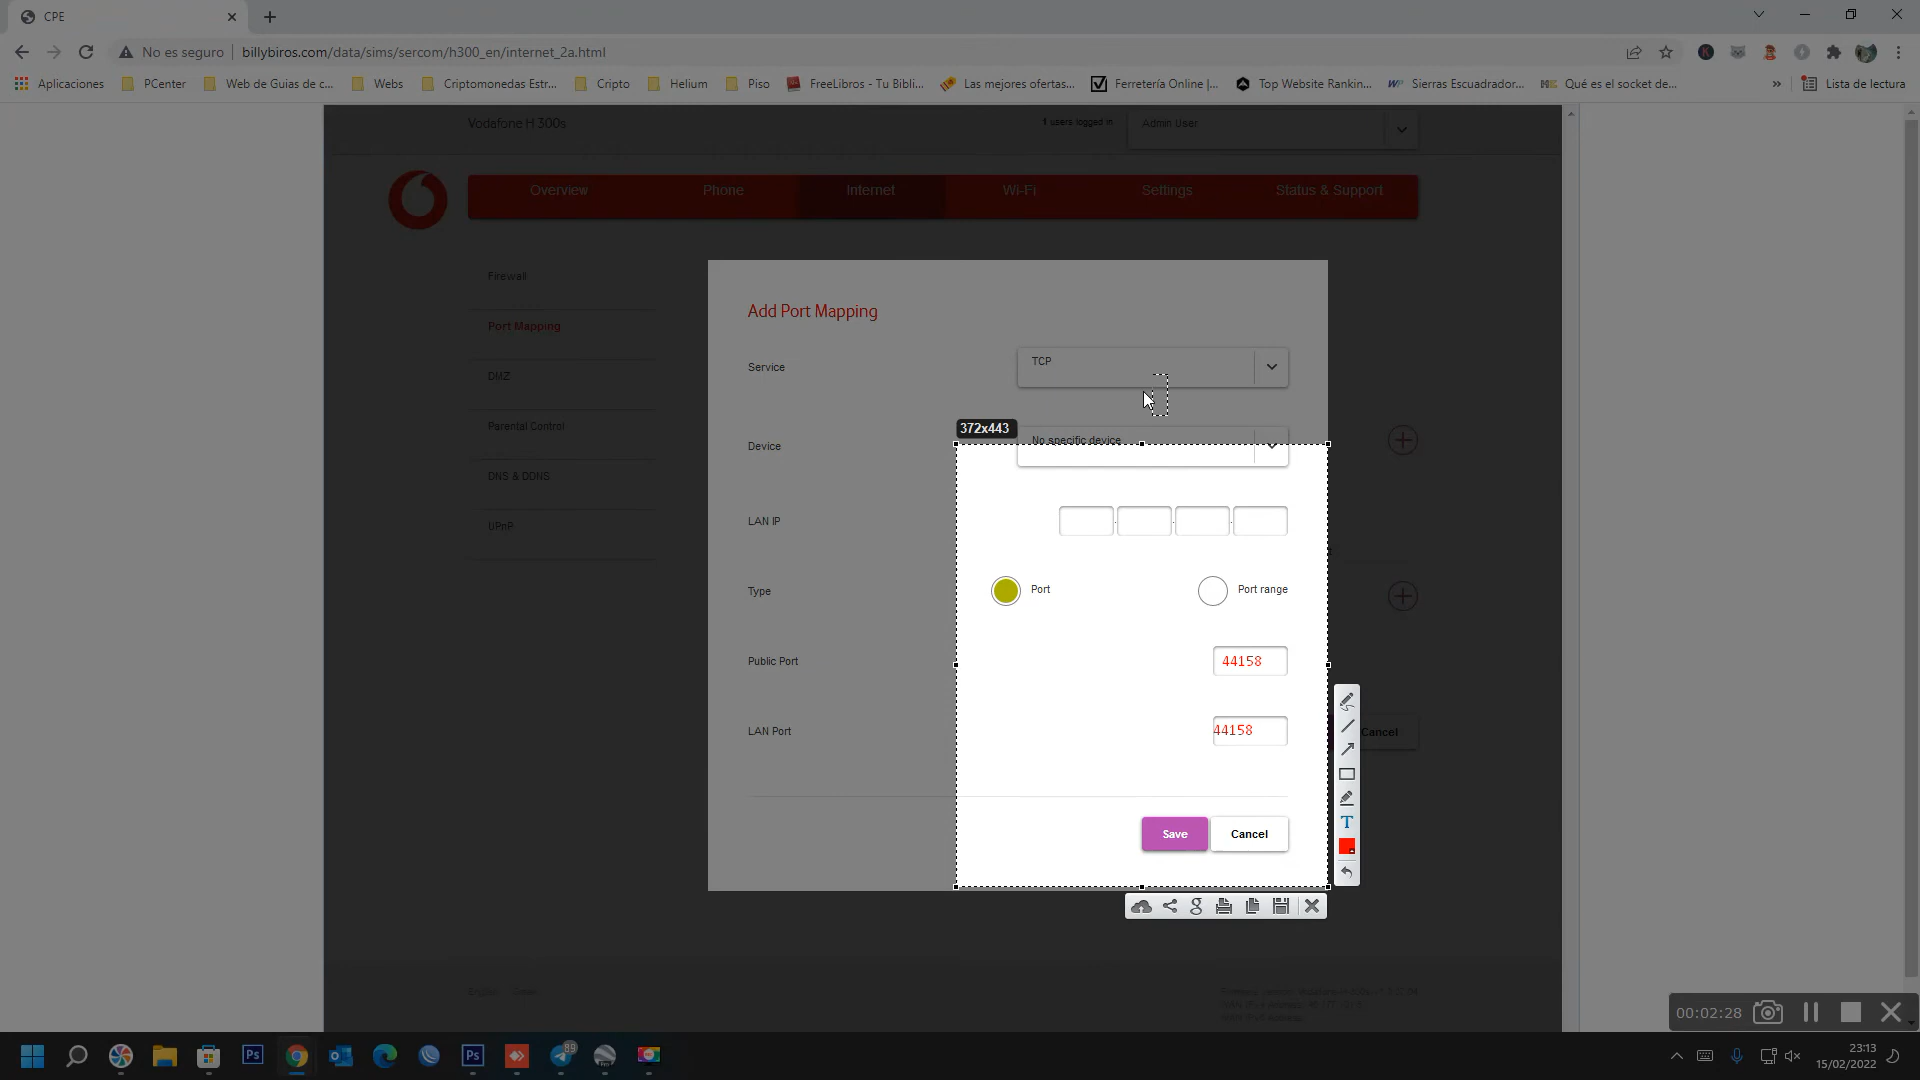 CPE
No es seguro
billybiros.com/data/sims/sercom/h300_en/internet_2a.html
Aplicaciones
PCenter
Web de Guias de c...
Webs
Criptomonedas Estr...
Cripto
Helium
Piso
FreeLibros - Tu Bibli...
Las mejores ofertas...
Ferretería Online |...
Top Website Rankin...
Sierras Escuadrador...
Qué es el socket de...
»
Lista de lectura
Vodafone H 300s
1 users logged in
Admin User
Overview
Phone
Internet
Wi-Fi
Settings
Status & Support
Firewall
Port Mapping
DMZ
Parental Control
DNS & DDNS
UPnP
Add Port Mapping
Service
TCP
372x443
Device
No specific device
LAN IP
Type
Port
Port range
Public Port
44158
LAN Port
44158
Cancel
Save
Cancel
T
00:02:28
Ps
Ps
89
23:13
15/02/2022